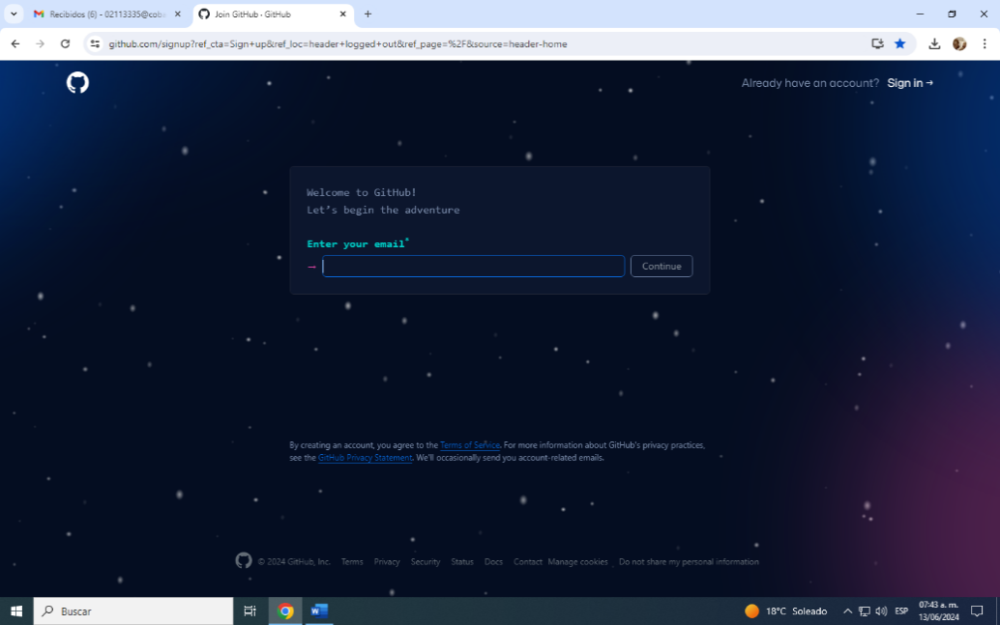 Recibidos (6) - 02113335@coba
Join GitHub · GitHub
github.com/signup?ref_cta=Sign+up&ref_loc=header+logged+out&ref_page=%2F&source=header-home
Already have an account? Sign in →
Welcome to GitHub!
Let's begin the adventure
Enter your email*
→
Continue
By creating an account, you agree to the Terms of Service. For more information about GitHub's privacy practices,
see the GitHub Privacy Statement. We'll occasionally send you account-related emails.
© 2024 GitHub, Inc. Terms Privacy Security Status Docs Contact Manage cookies Do not share my personal information
Buscar
18°C Soleado
ESP
07:43 a. m.
13/06/2024